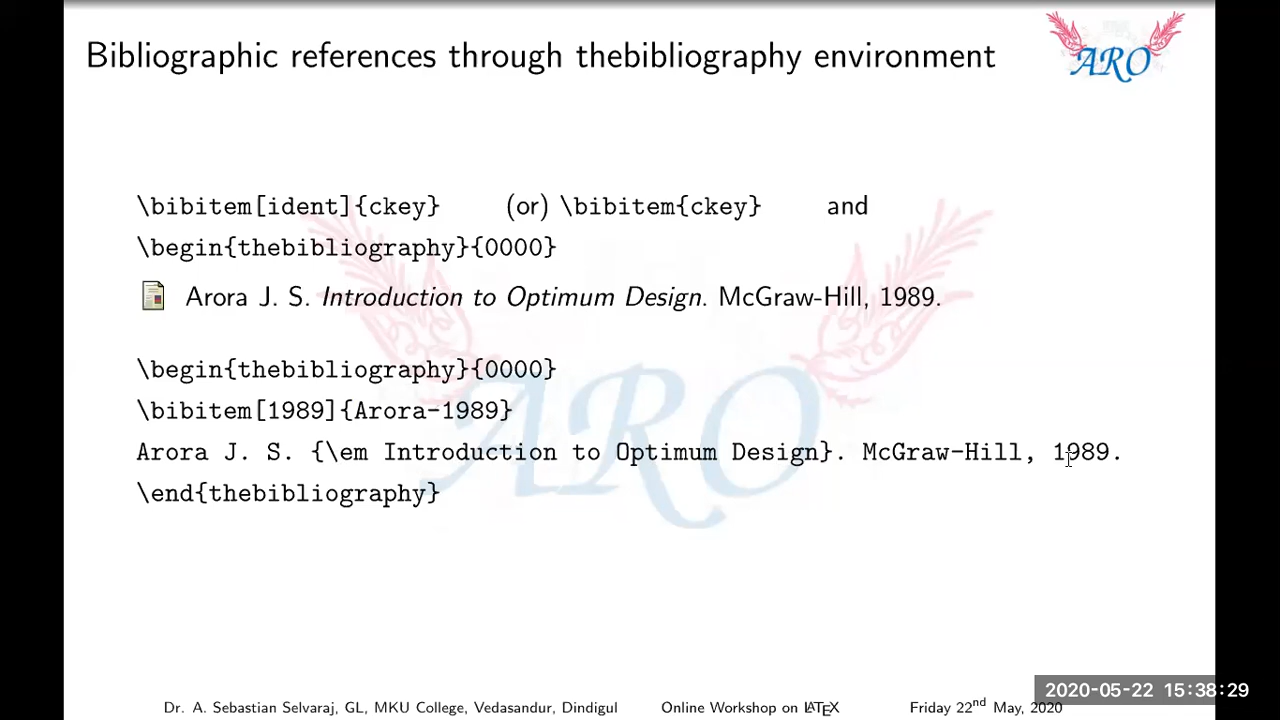 Bibliographic references through thebibliography environment
ARO
\bibitem[ident]{ckey} (or) \bibitem{ckey} and
\begin{thebibliography}{0000}
Arora J. S. Introduction to Optimum Design. McGraw-Hill, 1989.
\begin{thebibliography}{0000}
\bibitem[1989]{Arora-1989}
Arora J. S. {\em Introduction to Optimum Design}. McGraw-Hill, 1989.
\end{thebibliography}
ARO
2020-05-22 15:38:29
Dr. A. Sebastian Selvaraj, GL, MKU College, Vedasandur, Dindigul Online Workshop on LATEX Friday 22nd May, 2020